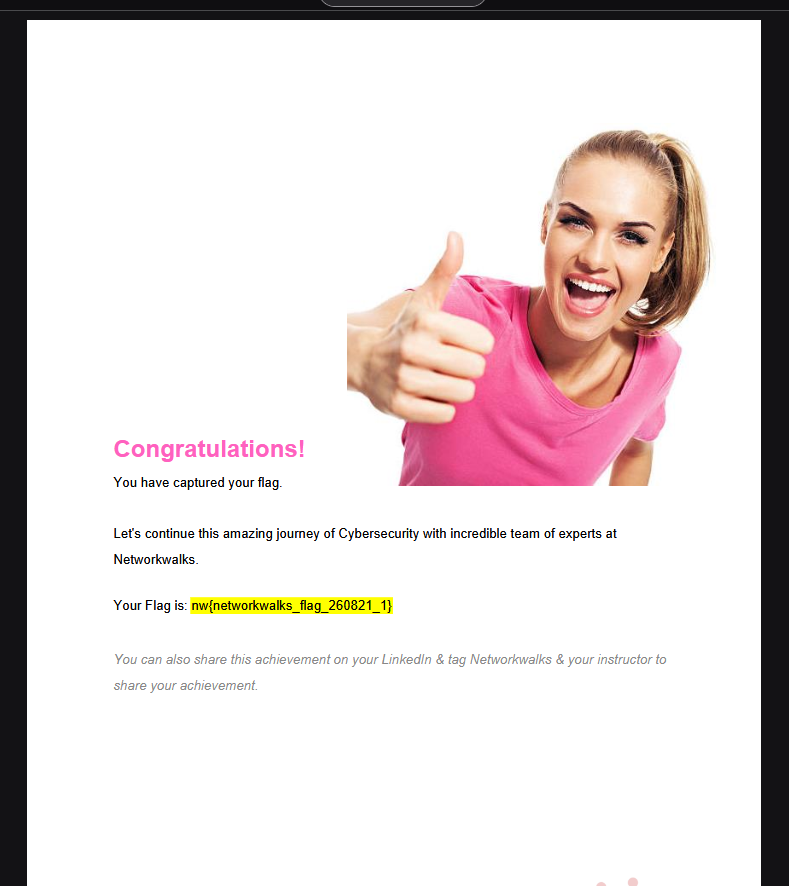 Congratulations!
You have captured your flag.
Let's continue this amazing journey of Cybersecurity with incredible team of experts at
Networkwalks.
Your Flag is: nw{networkwalks_flag_260821_1}
You can also share this achievement on your LinkedIn & tag Networkwalks & your instructor to
share your achievement.